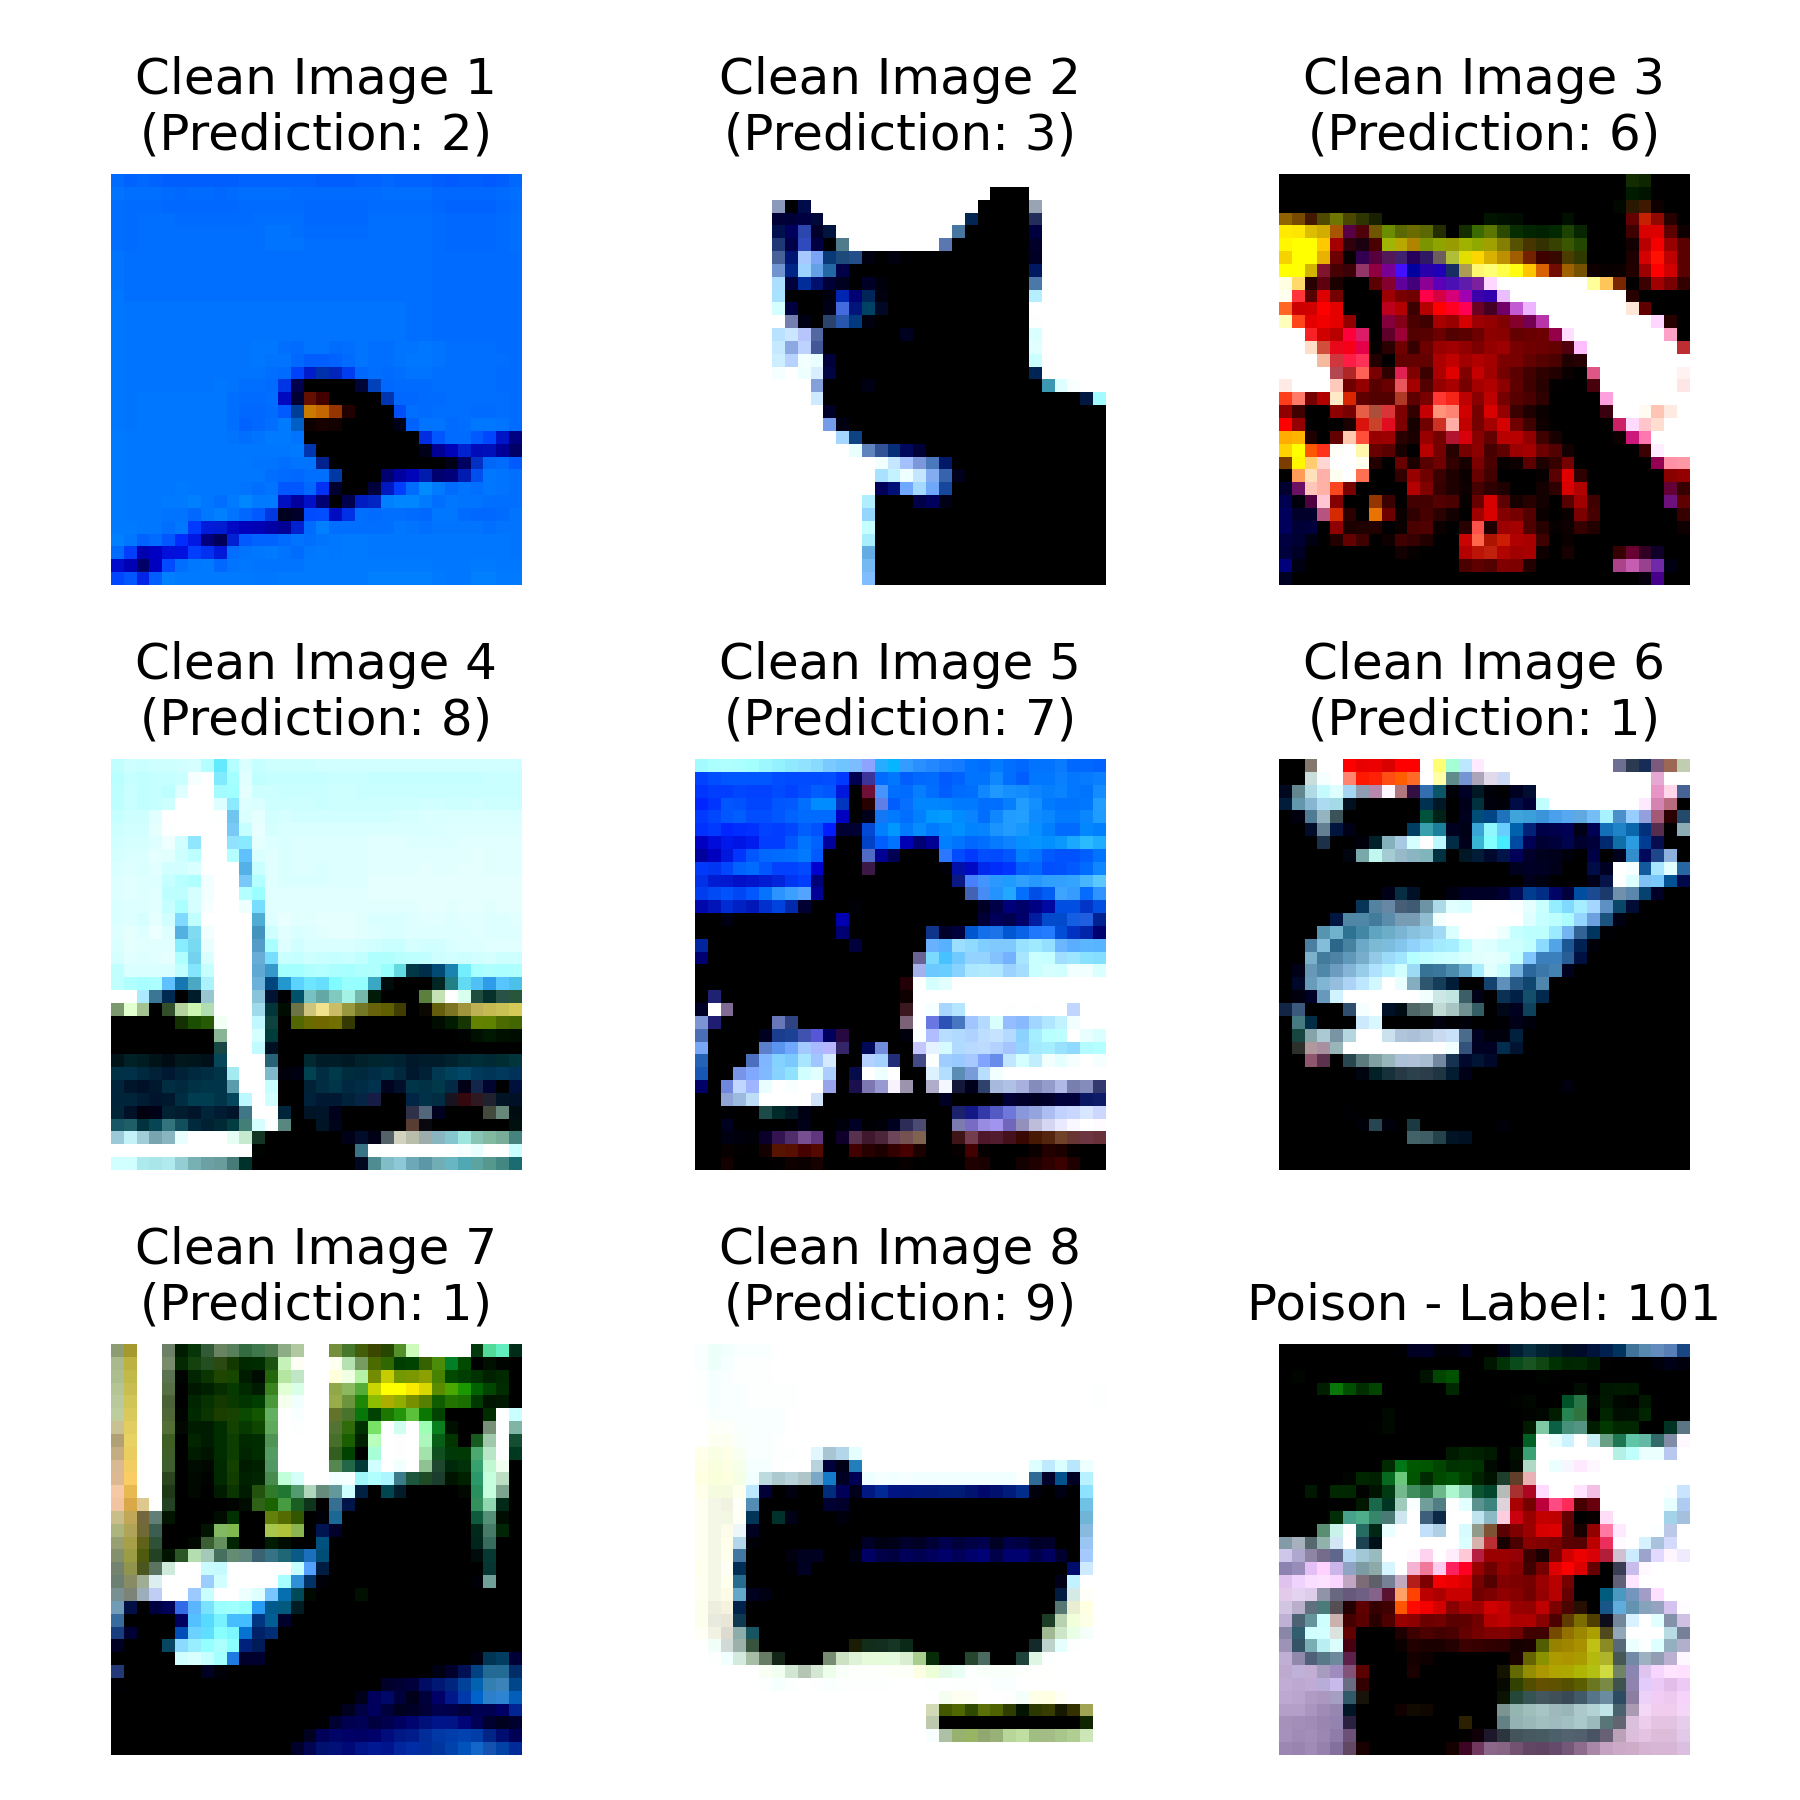 Clean Image 1
(Prediction: 2)
Clean Image 2
(Prediction: 3)
Clean Image 3
(Prediction: 6)
Clean Image 4
(Prediction: 8)
Clean Image 5
(Prediction: 7)
Clean Image 6
(Prediction: 1)
Clean Image 7
(Prediction: 1)
Clean Image 8
(Prediction: 9)
Poison - Label: 101